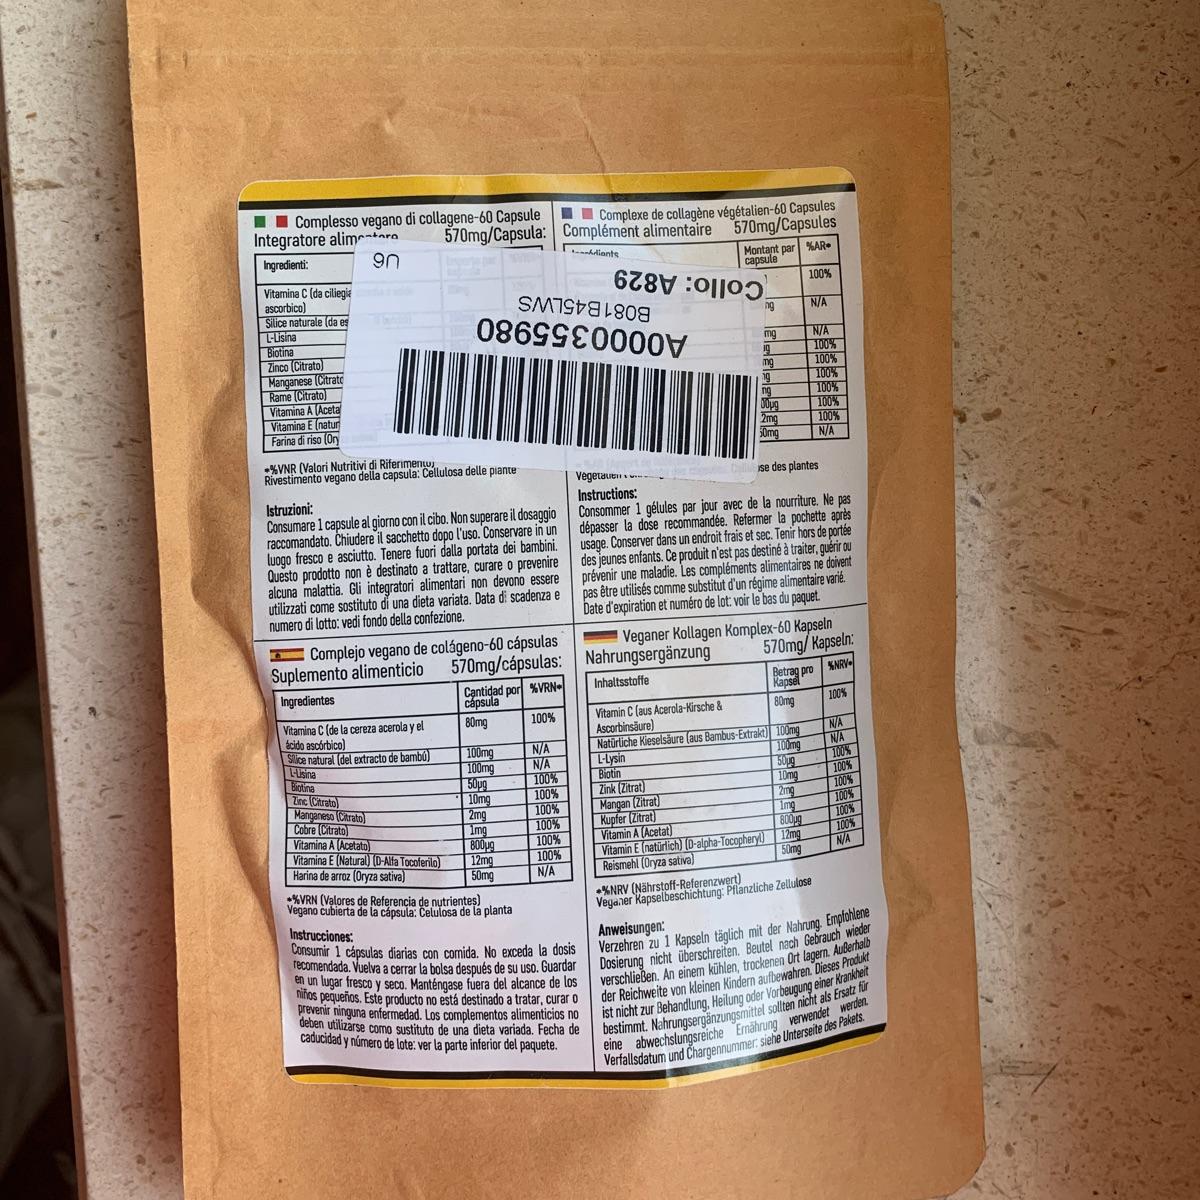 Complesso vegano di collagene-60 Capsule
Integratore alimentare 570mg/Capsula:
Ingredienti:
Vitamina C (da ciliegia
ascorbico)
Silice naturale (da es
L-Lisina
Biotina
Zinco (Citrato)
Manganese (Citrato
Rame (Citrato)
Vitamina A (Aceta
Vitamina E (natur
Farina di riso (Ory
*%VNR (Valori Nutritivi di Riferimento)
Rivestimento vegano della capsula: Cellulosa delle piante
Istruzioni:
Consumare 1 capsule al giorno con il cibo. Non superare il dosaggio
raccomandato. Chiudere il sacchetto dopo l'uso. Conservare in un
luogo fresco e asciutto. Tenere fuori dalla portata dei bambini.
Questo prodotto non è destinato a trattare, curare o prevenire
alcuna malattia. Gli integratori alimentari non devono essere
utilizzati come sostituto di una dieta variata. Data di scadenza e
numero di lotto: vedi fondo della confezione.
Complexe de collagène végétalien-60 Capsules
Complément alimentaire 570mg/Capsules
Montant par
capsule
%AR*
100%
mg N/A
mg N/A
µg 100%
mg 100%
mg 100%
mg 100%
00µg 100%
2mg 100%
50mg N/A
se des plantes
Instructions:
Consommer 1 gélules par jour avec de la nourriture. Ne pas
dépasser la dose recommandée. Refermer la pochette après
usage. Conserver dans un endroit frais et sec. Tenir hors de portée
des jeunes enfants. Ce produit n'est pas destiné à traiter, guérir ou
prévenir une maladie. Les compléments alimentaires ne doivent
pas être utilisés comme substitut d'un régime alimentaire varié.
Date d'expiration et numéro de lot: voir le bas du paquet.
Collo: A829
U6
B081B45LWS
A0000355980
Complejo vegano de colágeno-60 cápsulas
Suplemento alimenticio 570mg/cápsulas:
Ingredientes Cantidad por
cápsula %VRN*
Vitamina C (de la cereza acerola y el 80mg 100%
ácido ascórbico)
Silice natural (del extracto de bambú) 100mg N/A
L-Lisina 100mg N/A
Biotina 50µg 100%
Zinc (Citrato) 10mg 100%
Manganeso (Citrato) 2mg 100%
Cobre (Citrato) 1mg 100%
Vitamina A (Acetato) 800µg 100%
Vitamina E (Natural) (D-Alfa Tocoferilo) 12mg 100%
Harina de arroz (Oryza sativa) 50mg N/A
*%VRN (Valores de Referencia de nutrientes)
Vegano cubierta de la cápsula: Celulosa de la planta
Instrucciones:
Consumir 1 cápsulas diarias con comida. No exceda la dosis
recomendada. Vuelva a cerrar la bolsa después de su uso. Guardar
en un lugar fresco y seco. Manténgase fuera del alcance de los
niños pequeños. Este producto no está destinado a tratar, curar o
prevenir ninguna enfermedad. Los complementos alimenticios no
deben utilizarse como sustituto de una dieta variada. Fecha de
caducidad y número de lote: ver la parte inferior del paquete.
Veganer Kollagen Komplex-60 Kapseln
Nahrungsergänzung 570mg/ Kapseln:
Inhaltsstoffe Betrag pro
Kapsel %NRV*
Vitamin C (aus Acerola-Kirsche & 80mg 100%
Ascorbinsäure)
Natürliche Kieselsäure (aus Bambus-Extrakt) 100mg N/A
L-Lysin 100mg N/A
Biotin 50µg 100%
Zink (Zitrat) 10mg 100%
Mangan (Zitrat) 2mg 100%
Kupfer (Zitrat) 1mg 100%
Vitamin A (Acetat) 800µg 100%
Vitamin E (natürlich) (D-alpha-Tocopheryl) 12mg 100%
Reismehl (Oryza sativa) 50mg N/A
*%NRV (Nährstoff-Referenzwert)
Veganer Kapselbeschichtung: Pflanzliche Zellulose
Anweisungen:
Verzehren zu 1 Kapseln täglich mit der Nahrung. Empfohlene
Dosierung nicht überschreiten. Beutel nach Gebrauch wieder
verschließen. An einem kühlen, trockenen Ort lagern. Außerhalb
der Reichweite von kleinen Kindern aufbewahren. Dieses Produkt
ist nicht zur Behandlung, Heilung oder Vorbeugung einer Krankheit
bestimmt. Nahrungsergänzungsmittel sollten nicht als Ersatz für
eine abwechslungsreiche Ernährung verwendet werden.
Verfallsdatum und Chargennummer: siehe Unterseite des Pakets.